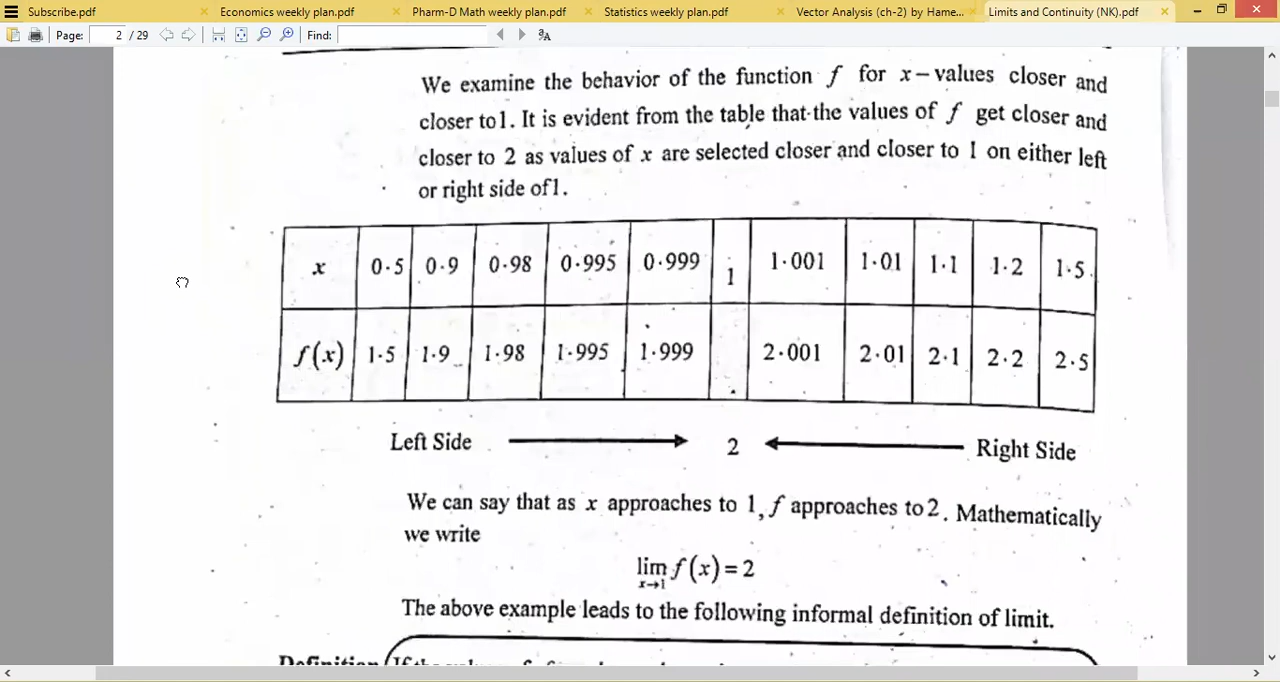 Subscribe.pdf × Economics weekly plan.pdf × Pharm-D Math weekly plan.pdf × Statistics weekly plan.pdf × Vector Analysis (ch-2) by Hame... × Limits and Continuity (NK).pdf ×
Page: 2 / 29 Find:
We examine the behavior of the function f for x-values closer and
closer to 1. It is evident from the table that the values of f get closer and
closer to 2 as values of x are selected closer and closer to 1 on either left
or right side of 1.
x 0·5 0·9 0·98 0·995 0·999 1 1·001 1·01 1·1 1·2 1·5
f(x) 1·5 1·9 1·98 1·995 1·999 2·001 2·01 2·1 2·2 2·5
Left Side 2 Right Side
We can say that as x approaches to 1, f approaches to 2. Mathematically
we write
lim f(x) = 2
x→1
The above example leads to the following informal definition of limit.
Definition